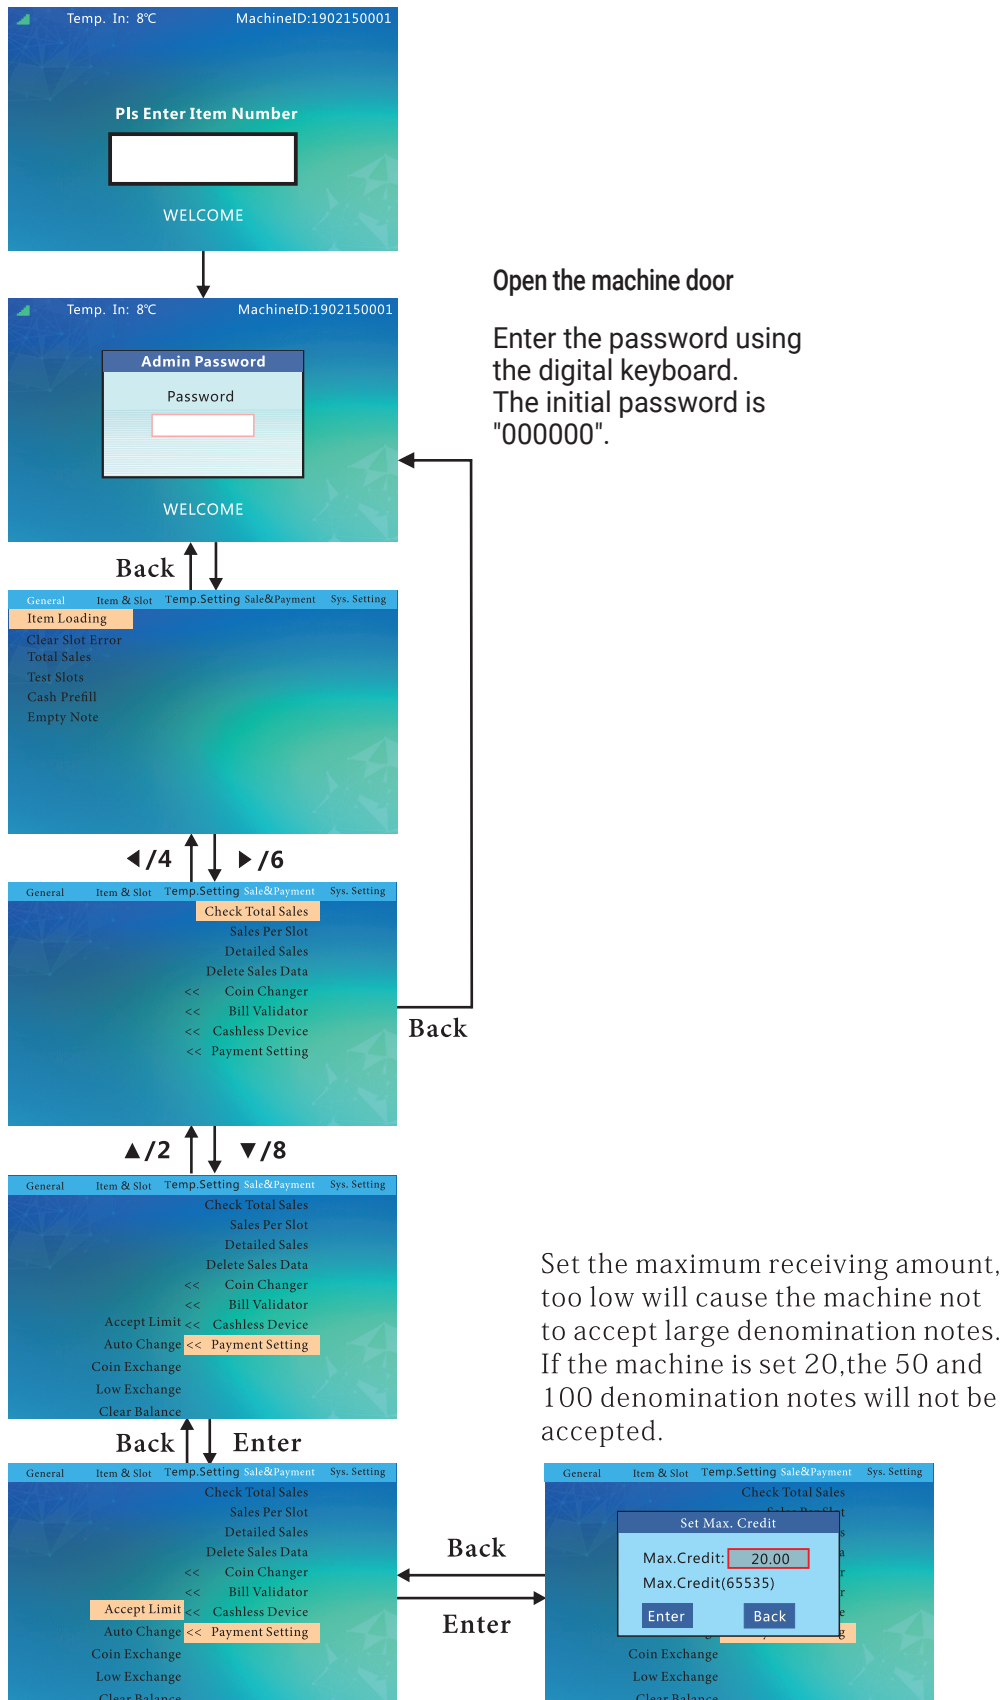 Temp. In: 8℃ MachineID:1902150001
Pls Enter Item Number
WELCOME
Open the machine door
Temp. In: 8℃ MachineID:1902150001
Admin Password
Password
WELCOME
Enter the password using
the digital keyboard.
The initial password is
"000000".
Back
General Item & Slot Temp.Setting Sale&Payment Sys. Setting
Item Loading
Clear Slot Error
Total Sales
Test Slots
Cash Prefill
Empty Note
◀/4 ▶/6
General Item & Slot Temp.Setting Sale&Payment Sys. Setting
Check Total Sales
Sales Per Slot
Detailed Sales
Delete Sales Data
<< Coin Changer
<< Bill Validator
<< Cashless Device
<< Payment Setting
Back
▲/2 ▼/8
General Item & Slot Temp.Setting Sale&Payment Sys. Setting
Check Total Sales
Sales Per Slot
Detailed Sales
Delete Sales Data
<< Coin Changer
<< Bill Validator
Accept Limit << Cashless Device
Auto Change << Payment Setting
Coin Exchange
Low Exchange
Clear Balance
Set the maximum receiving amount,
too low will cause the machine not
to accept large denomination notes.
If the machine is set 20,the 50 and
100 denomination notes will not be
accepted.
Back Enter
General Item & Slot Temp.Setting Sale&Payment Sys. Setting
Check Total Sales
Sales Per Slot
Detailed Sales
Delete Sales Data
<< Coin Changer
<< Bill Validator
Accept Limit << Cashless Device
Auto Change << Payment Setting
Coin Exchange
Low Exchange
Clear Balance
Back
Enter
General Item & Slot Temp.Setting Sale&Payment Sys. Setting
Check Total Sales
Set Max. Credit
Max.Credit: 20.00
Max.Credit(65535)
Enter Back
Coin Exchange
Low Exchange
Clear Balance